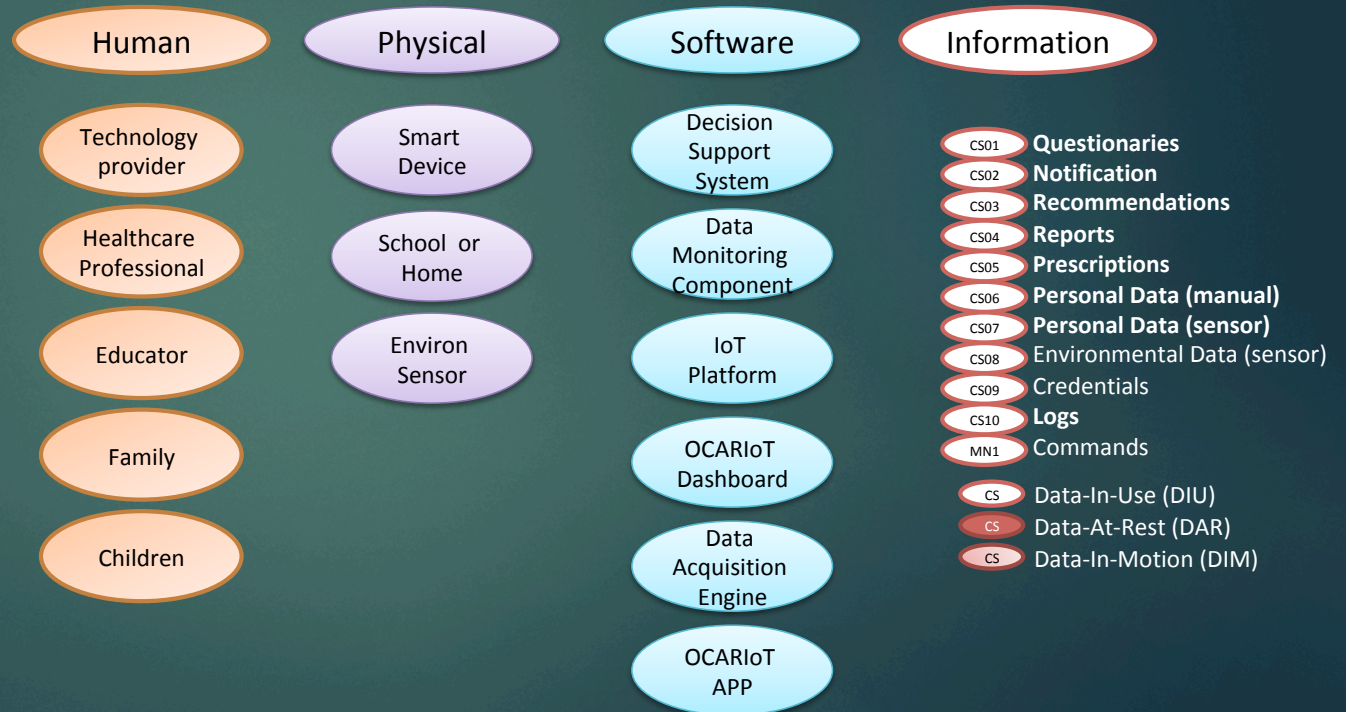 Human
Physical
Software
Information
Technology
provider
Healthcare
Professional
Educator
Family
Children
Smart
Device
School or
Home
Environ
Sensor
Decision
Support
System
Data
Monitoring
Component
IoT
Platform
OCARIoT
Dashboard
Data
Acquisition
Engine
OCARIoT
APP
CS01 Questionaries
CS02 Notification
CS03 Recommendations
CS04 Reports
CS05 Prescriptions
CS06 Personal Data (manual)
CS07 Personal Data (sensor)
CS08 Environmental Data (sensor)
CS09 Credentials
CS10 Logs
MN1 Commands
CS Data-In-Use (DIU)
CS Data-At-Rest (DAR)
CS Data-In-Motion (DIM)